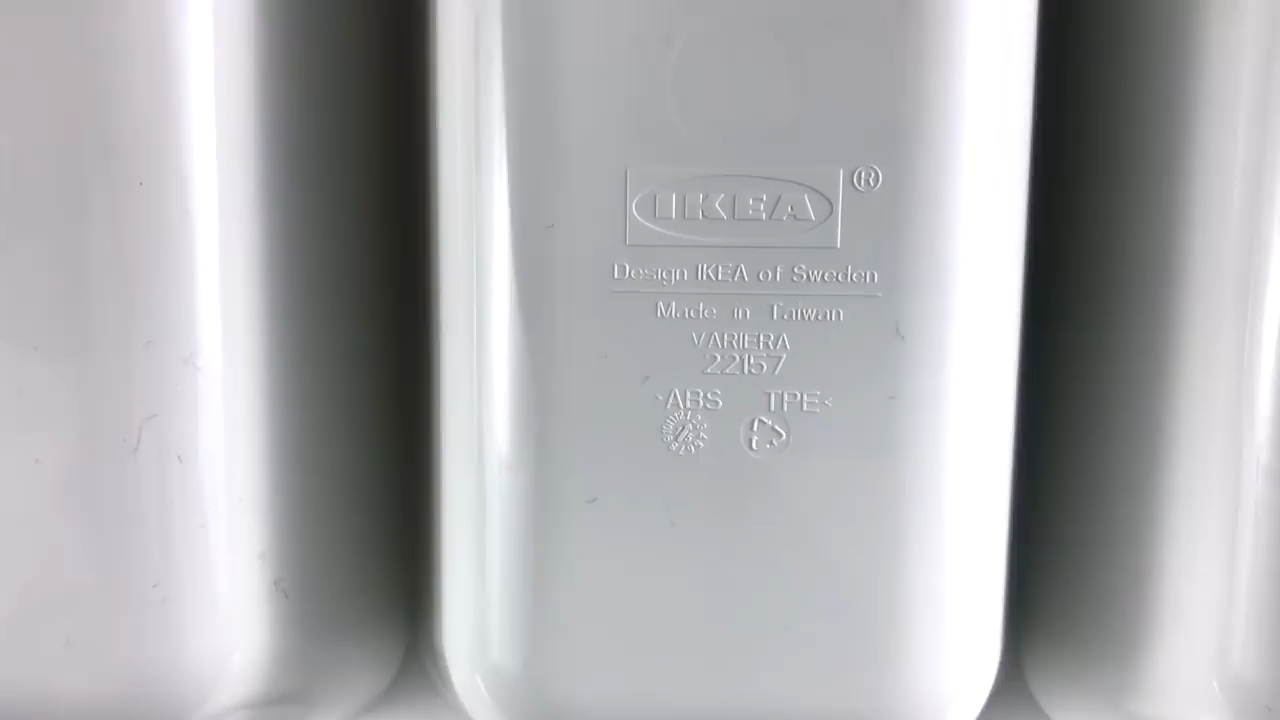 IKEA®
Design IKEA of Sweden
Made in Taiwan
VARIERA
22157
ABS TPE<